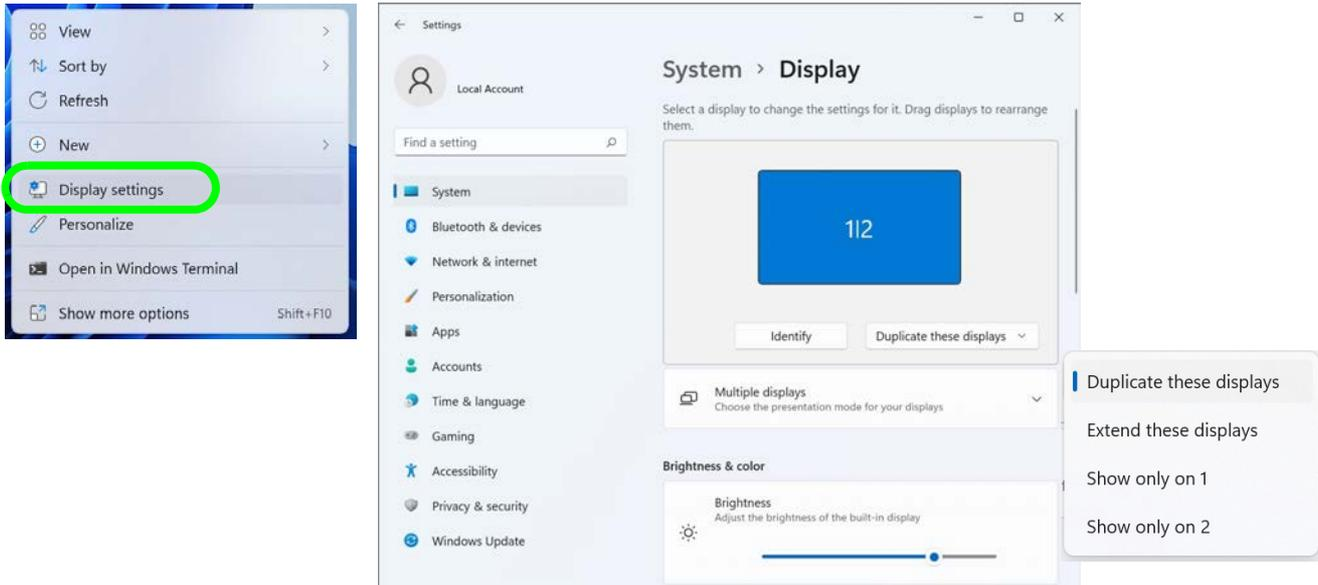 View
Sort by
Refresh
New
Display settings
Personalize
Open in Windows Terminal
Show more options Shift+F10
Settings
Local Account
Find a setting
System
Bluetooth & devices
Network & internet
Personalization
Apps
Accounts
Time & language
Gaming
Accessibility
Privacy & security
Windows Update
System > Display
Select a display to change the settings for it. Drag displays to rearrange
them.
1|2
Identify
Duplicate these displays
Multiple displays
Choose the presentation mode for your displays
Brightness & color
Brightness
Adjust the brightness of the built-in display
Duplicate these displays
Extend these displays
Show only on 1
Show only on 2